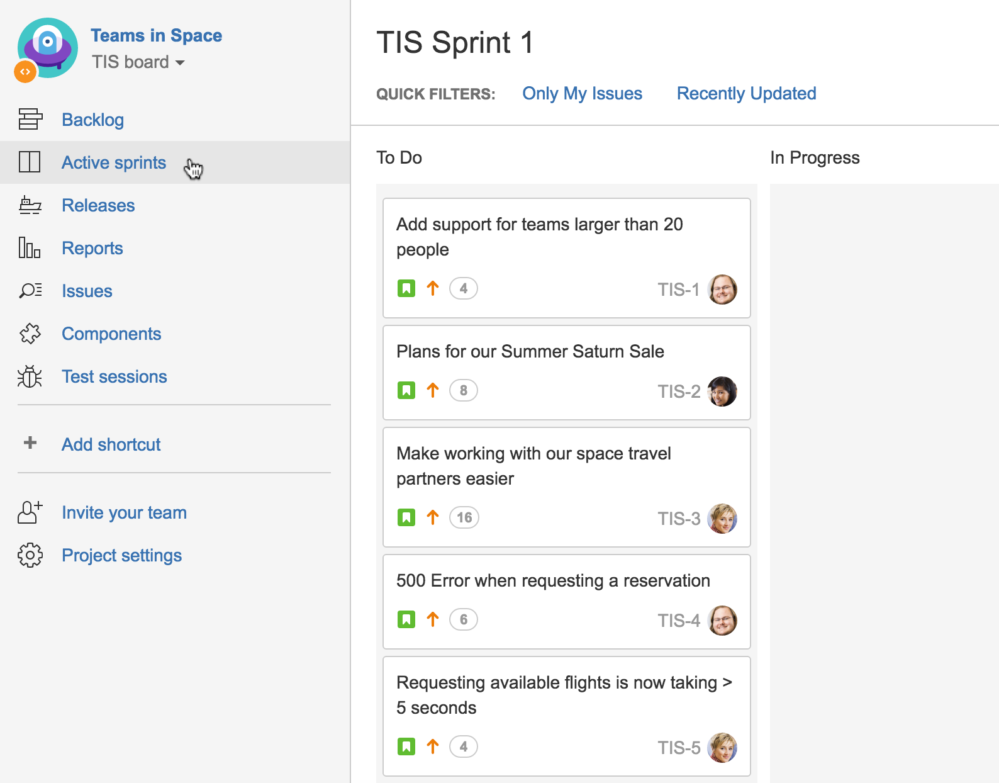 Teams in Space
TIS board
Backlog
Active sprints
Releases
Reports
Issues
Components
Test sessions
Add shortcut
Invite your team
Project settings
TIS Sprint 1
QUICK FILTERS: Only My Issues Recently Updated
To Do
Add support for teams larger than 20
people
4 TIS-1
Plans for our Summer Saturn Sale
8 TIS-2
Make working with our space travel
partners easier
16 TIS-3
500 Error when requesting a reservation
6 TIS-4
Requesting available flights is now taking >
5 seconds
4 TIS-5
In Progress